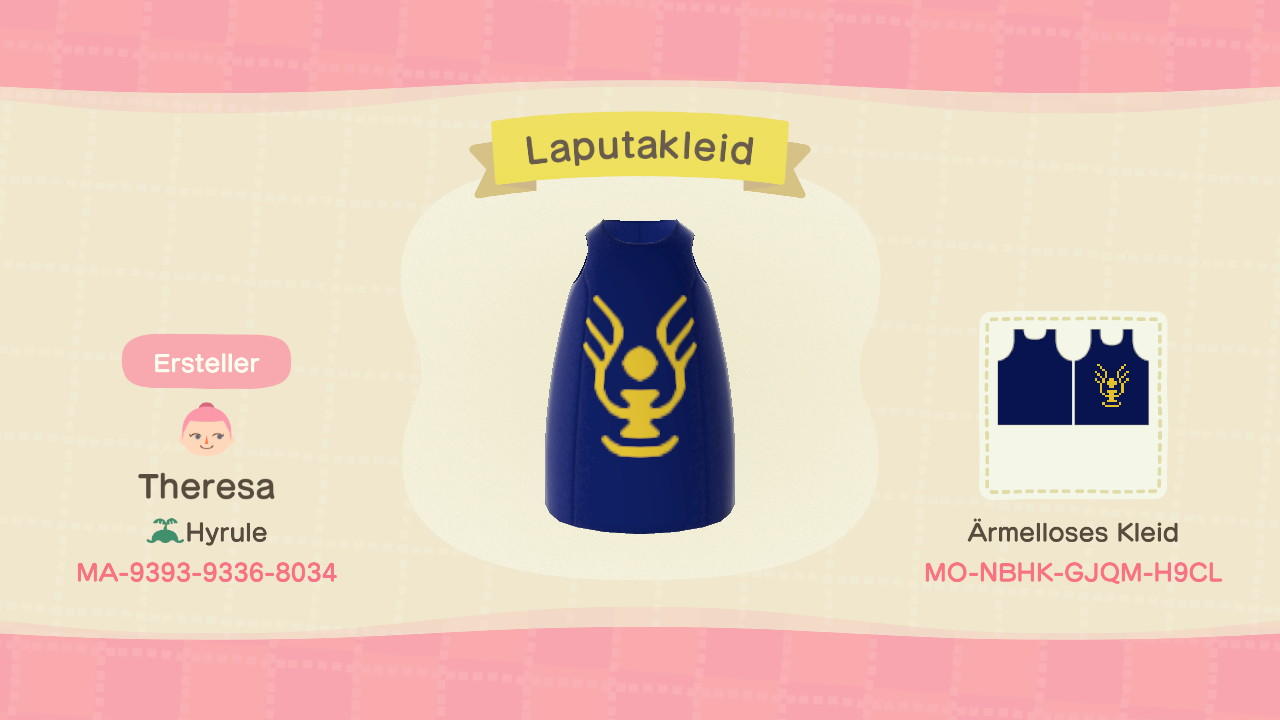 Laputakleid
Ersteller
Theresa
Hyrule
MA-9393-9336-8034
Ärmelloses Kleid
MO-NBHK-GJQM-H9CL